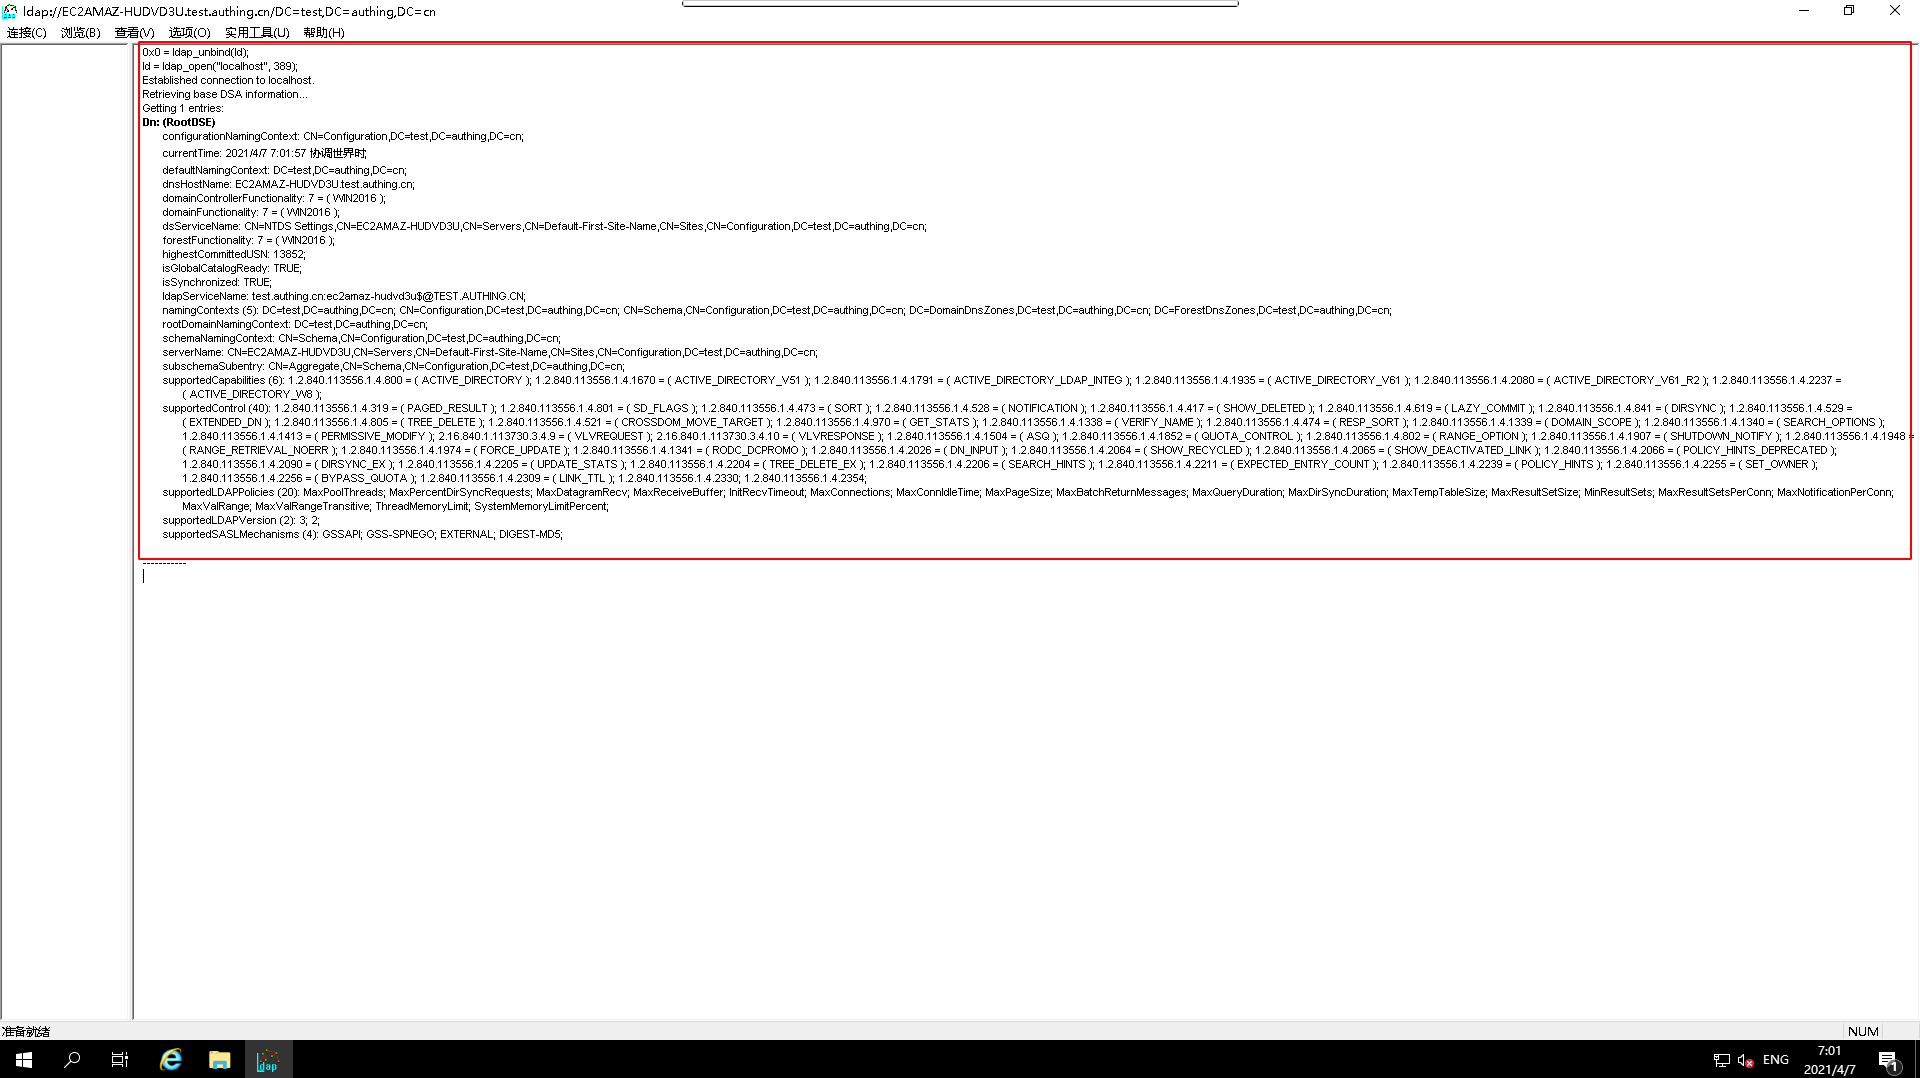 ldap://EC2AMAZ-HUDVD3U.test.authing.cn/DC=test,DC=authing,DC=cn
连接(C) 浏览(B) 查看(V) 选项(O) 实用工具(U) 帮助(H)
0x0 = ldap_unbind(ld);
ld = ldap_open("localhost", 389);
Established connection to localhost.
Retrieving base DSA information...
Getting 1 entries:
Dn: (RootDSE)
configurationNamingContext: CN=Configuration,DC=test,DC=authing,DC=cn;
currentTime: 2021/4/7 7:01:57 协调世界时;
defaultNamingContext: DC=test,DC=authing,DC=cn;
dnsHostName: EC2AMAZ-HUDVD3U.test.authing.cn;
domainControllerFunctionality: 7 = ( WIN2016 );
domainFunctionality: 7 = ( WIN2016 );
dsServiceName: CN=NTDS Settings,CN=EC2AMAZ-HUDVD3U,CN=Servers,CN=Default-First-Site-Name,CN=Sites,CN=Configuration,DC=test,DC=authing,DC=cn;
forestFunctionality: 7 = ( WIN2016 );
highestCommittedUSN: 13852;
isGlobalCatalogReady: TRUE;
isSynchronized: TRUE;
ldapServiceName: test.authing.cn:ec2amaz-hudvd3u$@TEST.AUTHING.CN;
namingContexts (5): DC=test,DC=authing,DC=cn; CN=Configuration,DC=test,DC=authing,DC=cn; CN=Schema,CN=Configuration,DC=test,DC=authing,DC=cn; DC=DomainDnsZones,DC=test,DC=authing,DC=cn; DC=ForestDnsZones,DC=test,DC=authing,DC=cn;
rootDomainNamingContext: DC=test,DC=authing,DC=cn;
schemaNamingContext: CN=Schema,CN=Configuration,DC=test,DC=authing,DC=cn;
serverName: CN=EC2AMAZ-HUDVD3U,CN=Servers,CN=Default-First-Site-Name,CN=Sites,CN=Configuration,DC=test,DC=authing,DC=cn;
subschemaSubentry: CN=Aggregate,CN=Schema,CN=Configuration,DC=test,DC=authing,DC=cn;
supportedCapabilities (6): 1.2.840.113556.1.4.800 = ( ACTIVE_DIRECTORY ); 1.2.840.113556.1.4.1670 = ( ACTIVE_DIRECTORY_V51 ); 1.2.840.113556.1.4.1791 = ( ACTIVE_DIRECTORY_LDAP_INTEG ); 1.2.840.113556.1.4.1935 = ( ACTIVE_DIRECTORY_V61 ); 1.2.840.113556.1.4.2080 = ( ACTIVE_DIRECTORY_V61_R2 ); 1.2.840.113556.1.4.2237 =
( ACTIVE_DIRECTORY_W8 );
supportedControl (40): 1.2.840.113556.1.4.319 = ( PAGED_RESULT ); 1.2.840.113556.1.4.801 = ( SD_FLAGS ); 1.2.840.113556.1.4.473 = ( SORT ); 1.2.840.113556.1.4.528 = ( NOTIFICATION ); 1.2.840.113556.1.4.417 = ( SHOW_DELETED ); 1.2.840.113556.1.4.619 = ( LAZY_COMMIT ); 1.2.840.113556.1.4.841 = ( DIRSYNC ); 1.2.840.113556.1.4.529 =
( EXTENDED_DN ); 1.2.840.113556.1.4.805 = ( TREE_DELETE ); 1.2.840.113556.1.4.521 = ( CROSSDOM_MOVE_TARGET ); 1.2.840.113556.1.4.970 = ( GET_STATS ); 1.2.840.113556.1.4.1338 = ( VERIFY_NAME ); 1.2.840.113556.1.4.474 = ( RESP_SORT ); 1.2.840.113556.1.4.1339 = ( DOMAIN_SCOPE ); 1.2.840.113556.1.4.1340 = ( SEARCH_OPTIONS );
1.2.840.113556.1.4.1413 = ( PERMISSIVE_MODIFY ); 2.16.840.1.113730.3.4.9 = ( VLVREQUEST ); 2.16.840.1.113730.3.4.10 = ( VLVRESPONSE ); 1.2.840.113556.1.4.1504 = ( ASQ ); 1.2.840.113556.1.4.1852 = ( QUOTA_CONTROL ); 1.2.840.113556.1.4.802 = ( RANGE_OPTION ); 1.2.840.113556.1.4.1907 = ( SHUTDOWN_NOTIFY ); 1.2.840.113556.1.4.1948 =
( RANGE_RETRIEVAL_NOERR ); 1.2.840.113556.1.4.1974 = ( FORCE_UPDATE ); 1.2.840.113556.1.4.1341 = ( RODC_DCPROMO ); 1.2.840.113556.1.4.2026 = ( DN_INPUT ); 1.2.840.113556.1.4.2064 = ( SHOW_RECYCLED ); 1.2.840.113556.1.4.2065 = ( SHOW_DEACTIVATED_LINK ); 1.2.840.113556.1.4.2066 = ( POLICY_HINTS_DEPRECATED );
1.2.840.113556.1.4.2090 = ( DIRSYNC_EX ); 1.2.840.113556.1.4.2205 = ( UPDATE_STATS ); 1.2.840.113556.1.4.2204 = ( TREE_DELETE_EX ); 1.2.840.113556.1.4.2206 = ( SEARCH_HINTS ); 1.2.840.113556.1.4.2211 = ( EXPECTED_ENTRY_COUNT ); 1.2.840.113556.1.4.2239 = ( POLICY_HINTS ); 1.2.840.113556.1.4.2255 = ( SET_OWNER );
1.2.840.113556.1.4.2256 = ( BYPASS_QUOTA ); 1.2.840.113556.1.4.2309 = ( LINK_TTL ); 1.2.840.113556.1.4.2330; 1.2.840.113556.1.4.2354;
supportedLDAPPolicies (20): MaxPoolThreads; MaxPercentDirSyncRequests; MaxDatagramRecv; MaxReceiveBuffer; InitRecvTimeout; MaxConnections; MaxConnIdleTime; MaxPageSize; MaxBatchReturnMessages; MaxQueryDuration; MaxDirSyncDuration; MaxTempTableSize; MaxResultSetSize; MinResultSets; MaxResultSetsPerConn; MaxNotificationPerConn;
MaxValRange; MaxValRangeTransitive; ThreadMemoryLimit; SystemMemoryLimitPercent;
supportedLDAPVersion (2): 3; 2;
supportedSASLMechanisms (4): GSSAPI; GSS-SPNEGO; EXTERNAL; DIGEST-MD5;
-----------
准备就绪
NUM
ldap
ENG
7:01
2021/4/7
1